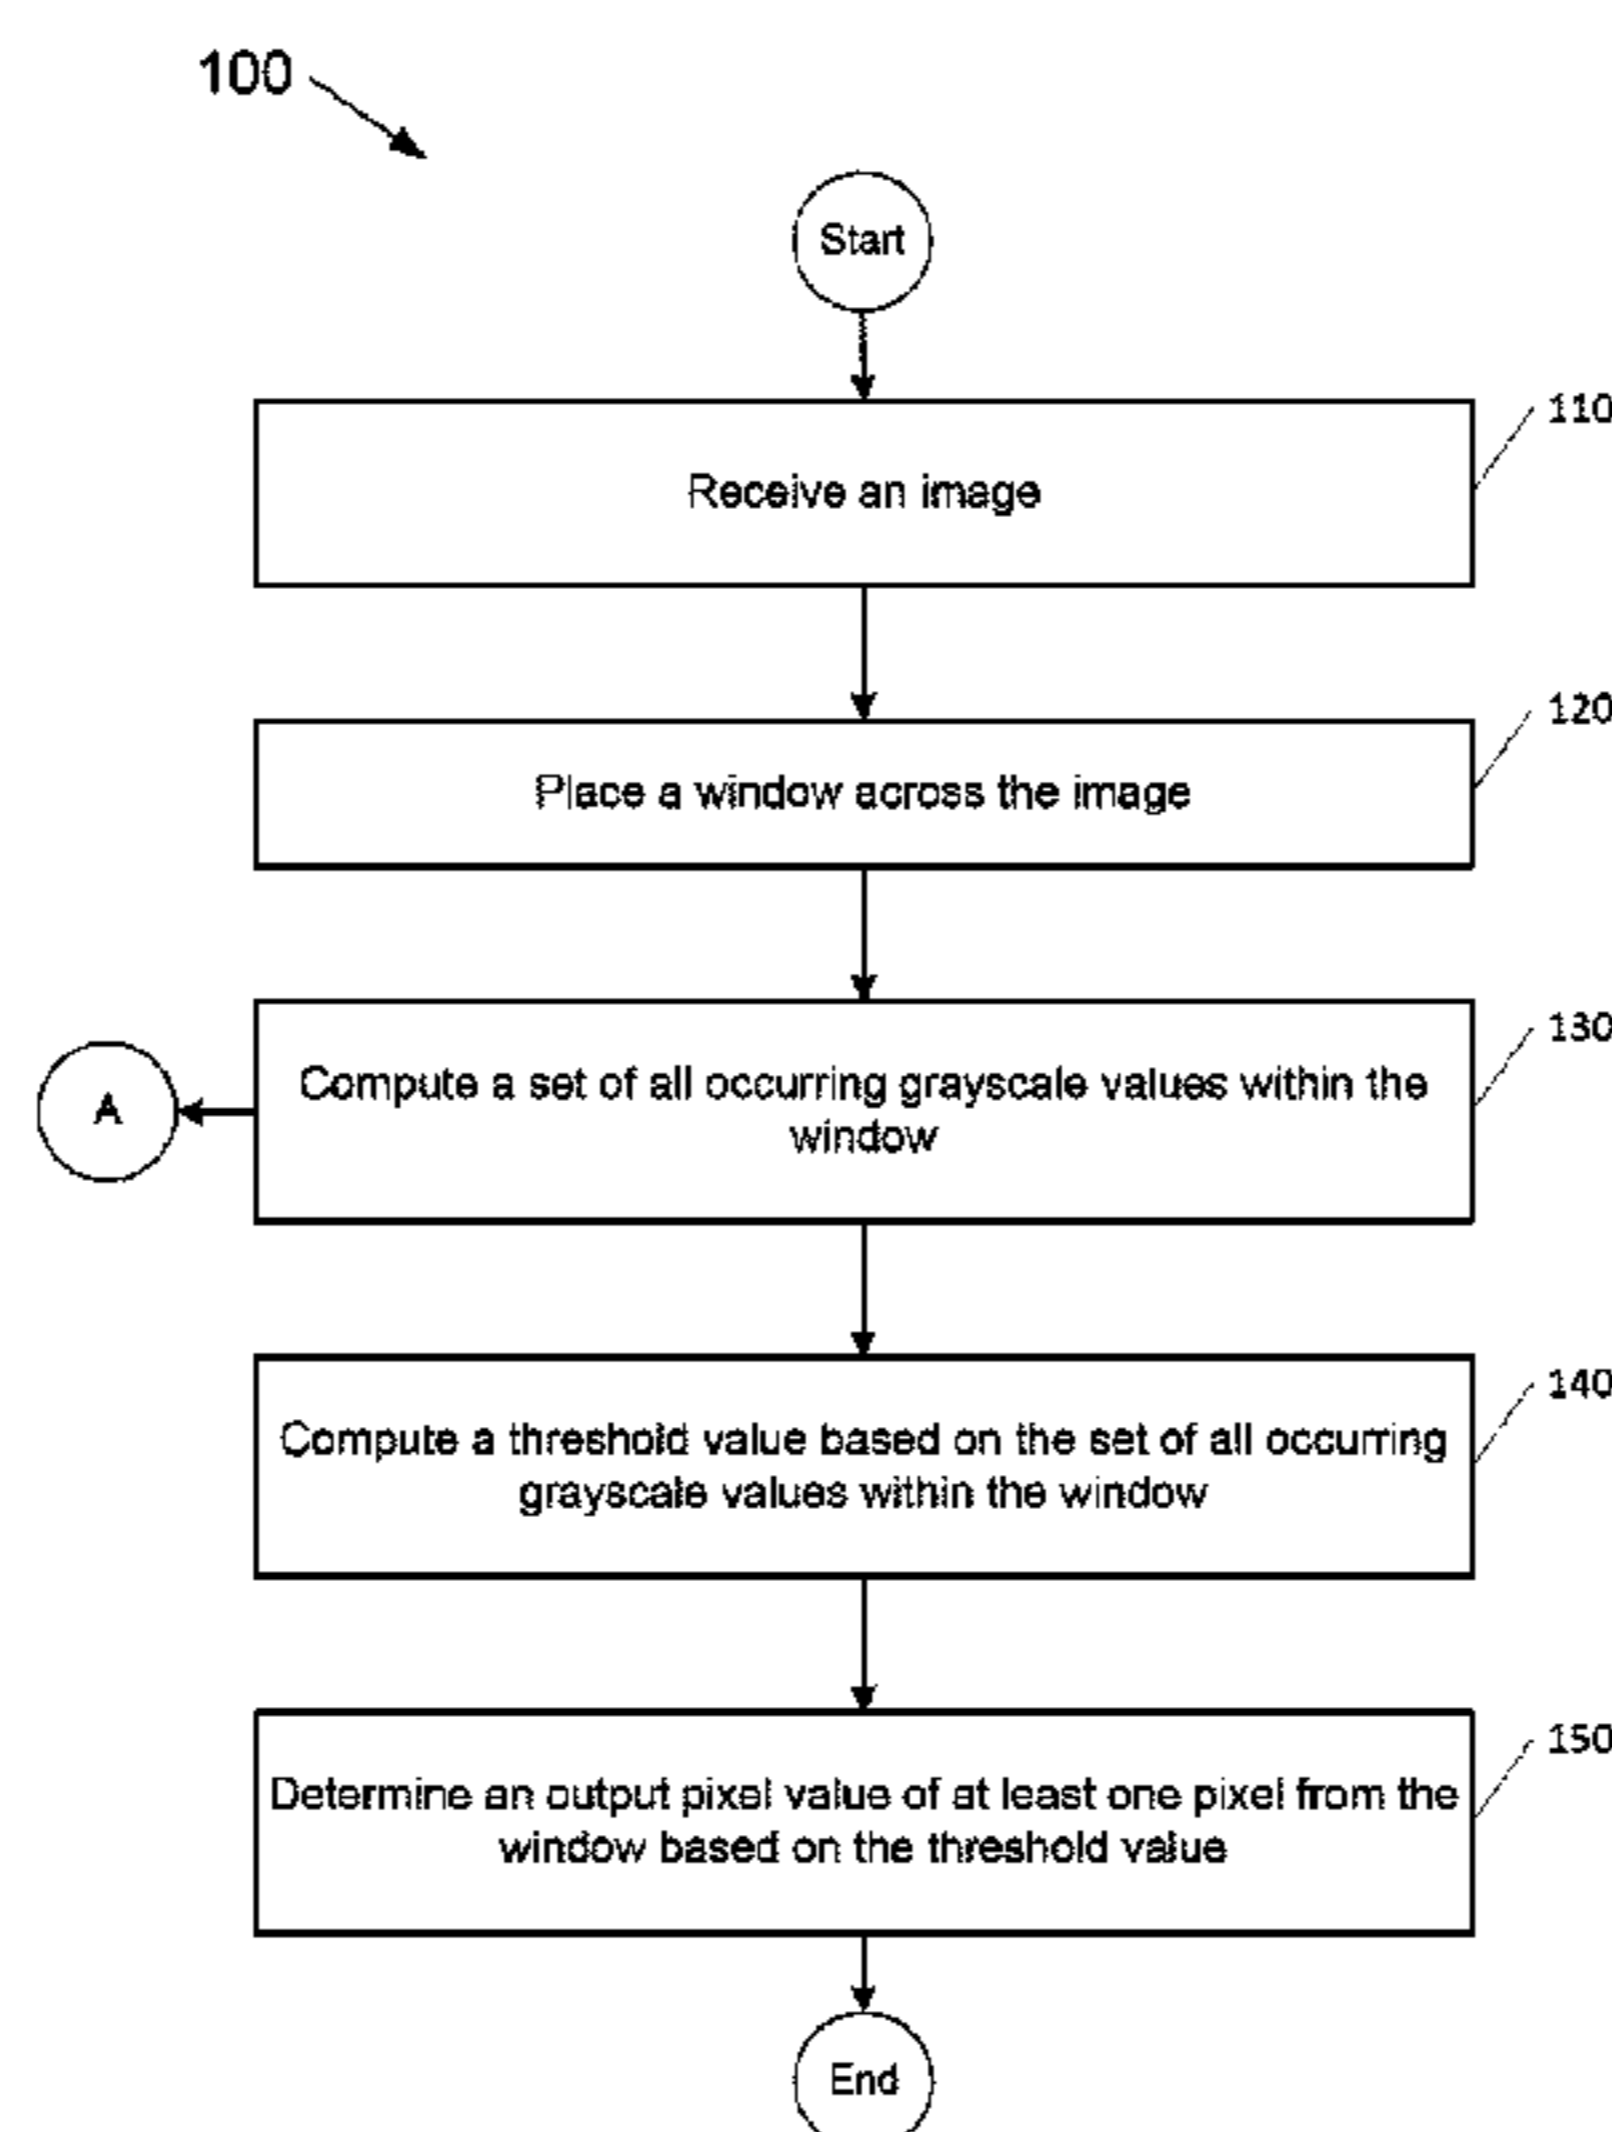 100
Start
110
Receive an image
120
Place a window across the image
130
Compute a set of all occurring grayscale values within the
window
A
140
Compute a threshold value based on the set of all occurring
grayscale values within the window
150
Determine an output pixel value of at least one pixel from the
window based on the threshold value
End